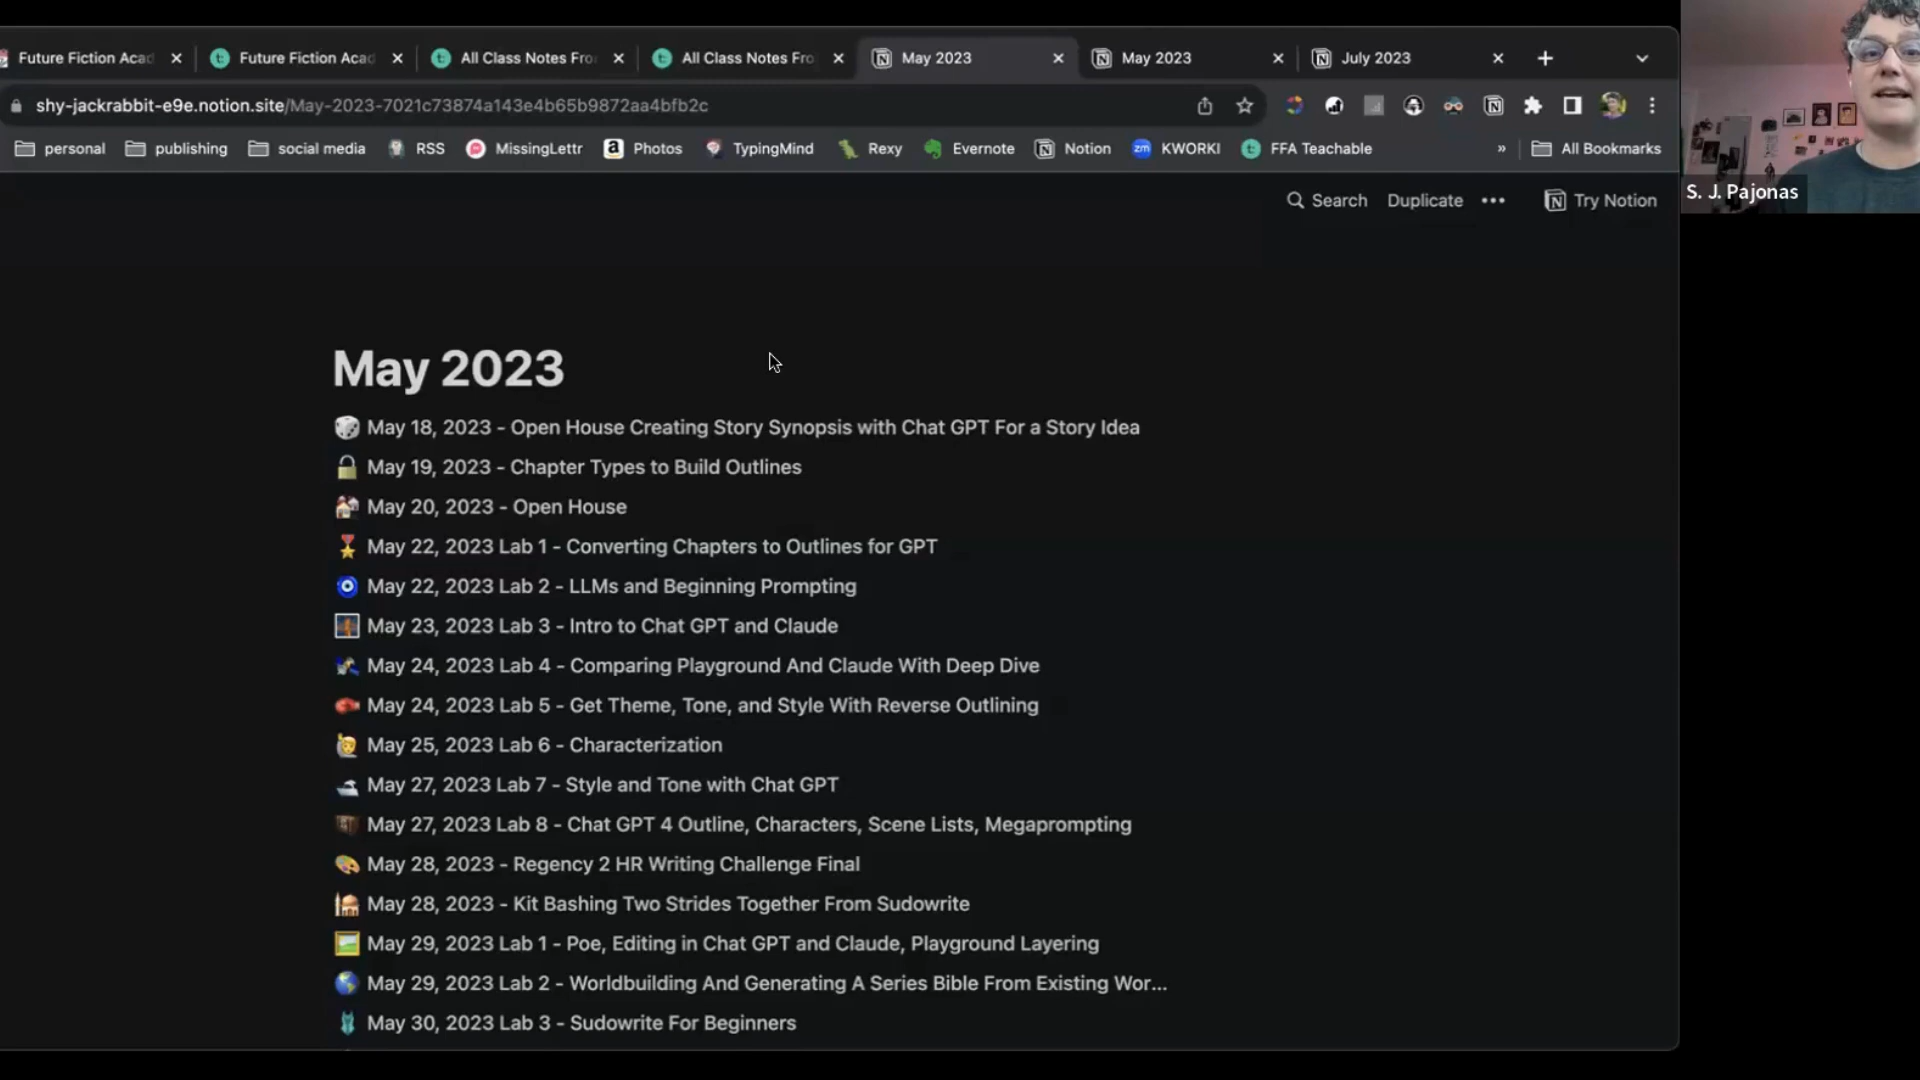 Future Fiction Acad
Future Fiction Acad
All Class Notes Fro
All Class Notes Fro
May 2023
May 2023
July 2023
shy-jackrabbit-e9e.notion.site/May-2023-7021c73874a143e4b65b9872aa4bfb2c
personal
publishing
social media
RSS
MissingLettr
Photos
TypingMind
Rexy
Evernote
Notion
KWORKI
FFA Teachable
»
All Bookmarks
S. J. Pajonas
Search
Duplicate
Try Notion
May 2023
May 18, 2023 - Open House Creating Story Synopsis with Chat GPT For a Story Idea
May 19, 2023 - Chapter Types to Build Outlines
May 20, 2023 - Open House
May 22, 2023 Lab 1 - Converting Chapters to Outlines for GPT
May 22, 2023 Lab 2 - LLMs and Beginning Prompting
May 23, 2023 Lab 3 - Intro to Chat GPT and Claude
May 24, 2023 Lab 4 - Comparing Playground And Claude With Deep Dive
May 24, 2023 Lab 5 - Get Theme, Tone, and Style With Reverse Outlining
May 25, 2023 Lab 6 - Characterization
May 27, 2023 Lab 7 - Style and Tone with Chat GPT
May 27, 2023 Lab 8 - Chat GPT 4 Outline, Characters, Scene Lists, Megaprompting
May 28, 2023 - Regency 2 HR Writing Challenge Final
May 28, 2023 - Kit Bashing Two Strides Together From Sudowrite
May 29, 2023 Lab 1 - Poe, Editing in Chat GPT and Claude, Playground Layering
May 29, 2023 Lab 2 - Worldbuilding And Generating A Series Bible From Existing Wor...
May 30, 2023 Lab 3 - Sudowrite For Beginners